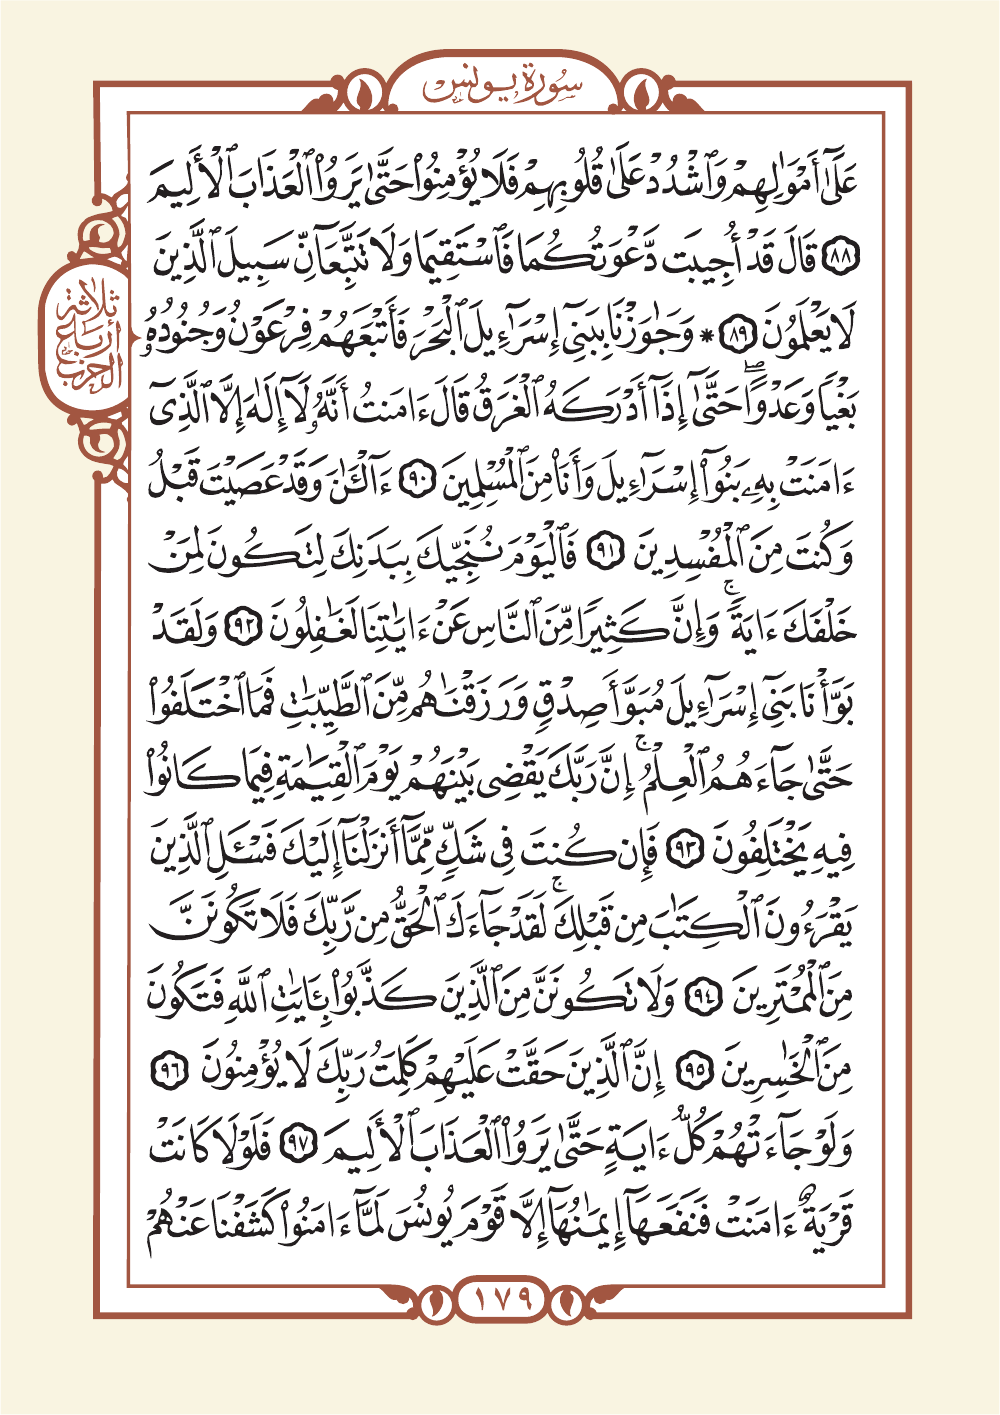 سُورَةُ يُونُسَ
عَلَىٰٓ أَمْوَٰلِهِمْ وَٱشْدُدْ عَلَىٰ قُلُوبِهِمْ فَلَا يُؤْمِنُوا۟ حَتَّىٰ يَرَوُا۟ ٱلْعَذَابَ ٱلْأَلِيمَ
٨٨ قَالَ قَدْ أُجِيبَت دَّعْوَتُكُمَا فَٱسْتَقِيمَا وَلَا تَتَّبِعَآنِّ سَبِيلَ ٱلَّذِينَ
ثلاثة
أرباع
الحزب
لَا يَعْلَمُونَ ٨٩ * وَجَٰوَزْنَا بِبَنِىٓ إِسْرَٰٓءِيلَ ٱلْبَحْرَ فَأَتْبَعَهُمْ فِرْعَوْنُ وَجُنُودُهُۥ
بَغْيًا وَعَدْوًا ۖ حَتَّىٰٓ إِذَآ أَدْرَكَهُ ٱلْغَرَقُ قَالَ ءَامَنتُ أَنَّهُۥ لَآ إِلَٰهَ إِلَّا ٱلَّذِىٓ
ءَامَنَتْ بِهِۦ بَنُوٓا۟ إِسْرَٰٓءِيلَ وَأَنَا۠ مِنَ ٱلْمُسْلِمِينَ ٩٠ ءَآلْـَٰٔنَ وَقَدْ عَصَيْتَ قَبْلُ
وَكُنتَ مِنَ ٱلْمُفْسِدِينَ ٩١ فَٱلْيَوْمَ نُنَجِّيكَ بِبَدَنِكَ لِتَكُونَ لِمَنْ
خَلْفَكَ ءَايَةً ۚ وَإِنَّ كَثِيرًا مِّنَ ٱلنَّاسِ عَنْ ءَايَٰتِنَا لَغَٰفِلُونَ ٩٢ وَلَقَدْ
بَوَّأْنَا بَنِىٓ إِسْرَٰٓءِيلَ مُبَوَّأَ صِدْقٍ وَرَزَقْنَٰهُم مِّنَ ٱلطَّيِّبَٰتِ فَمَا ٱخْتَلَفُوا۟
حَتَّىٰ جَآءَهُمُ ٱلْعِلْمُ ۚ إِنَّ رَبَّكَ يَقْضِى بَيْنَهُمْ يَوْمَ ٱلْقِيَٰمَةِ فِيمَا كَانُوا۟
فِيهِ يَخْتَلِفُونَ ٩٣ فَإِن كُنتَ فِى شَكٍّ مِّمَّآ أَنزَلْنَآ إِلَيْكَ فَسْـَٔلِ ٱلَّذِينَ
يَقْرَءُونَ ٱلْكِتَٰبَ مِن قَبْلِكَ ۚ لَقَدْ جَآءَكَ ٱلْحَقُّ مِن رَّبِّكَ فَلَا تَكُونَنَّ
مِنَ ٱلْمُمْتَرِينَ ٩٤ وَلَا تَكُونَنَّ مِنَ ٱلَّذِينَ كَذَّبُوا۟ بِـَٔايَٰتِ ٱللَّهِ فَتَكُونَ
مِنَ ٱلْخَٰسِرِينَ ٩٥ إِنَّ ٱلَّذِينَ حَقَّتْ عَلَيْهِمْ كَلِمَتُ رَبِّكَ لَا يُؤْمِنُونَ ٩٦
وَلَوْ جَآءَتْهُمْ كُلُّ ءَايَةٍ حَتَّىٰ يَرَوُا۟ ٱلْعَذَابَ ٱلْأَلِيمَ ٩٧ فَلَوْلَا كَانَتْ
قَرْيَةٌ ءَامَنَتْ فَنَفَعَهَآ إِيمَٰنُهَآ إِلَّا قَوْمَ يُونُسَ لَمَّآ ءَامَنُوا۟ كَشَفْنَا عَنْهُمْ
١٧٩